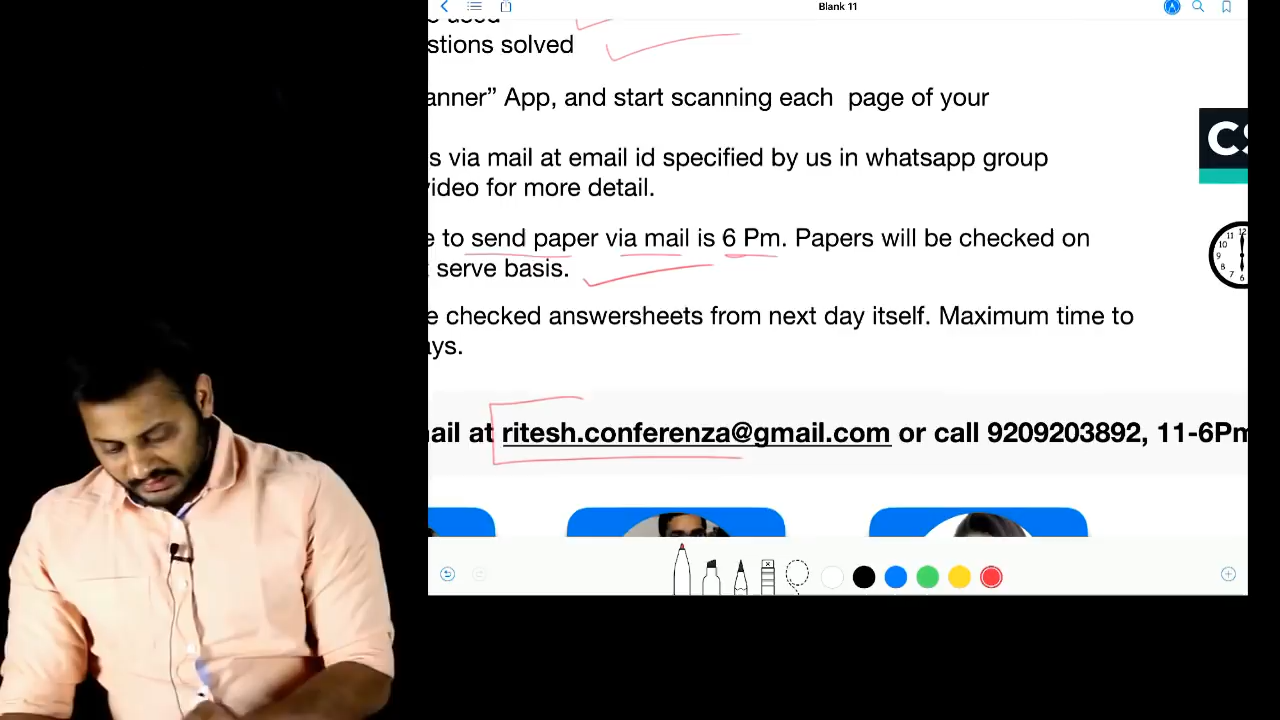 Blank 11
stions solved
anner” App, and start scanning each page of your
s via mail at email id specified by us in whatsapp group
video for more detail.
e to send paper via mail is 6 Pm. Papers will be checked on
serve basis.
e checked answersheets from next day itself. Maximum time to
ays.
ail at ritesh.conferenza@gmail.com or call 9209203892, 11-6Pm
CS